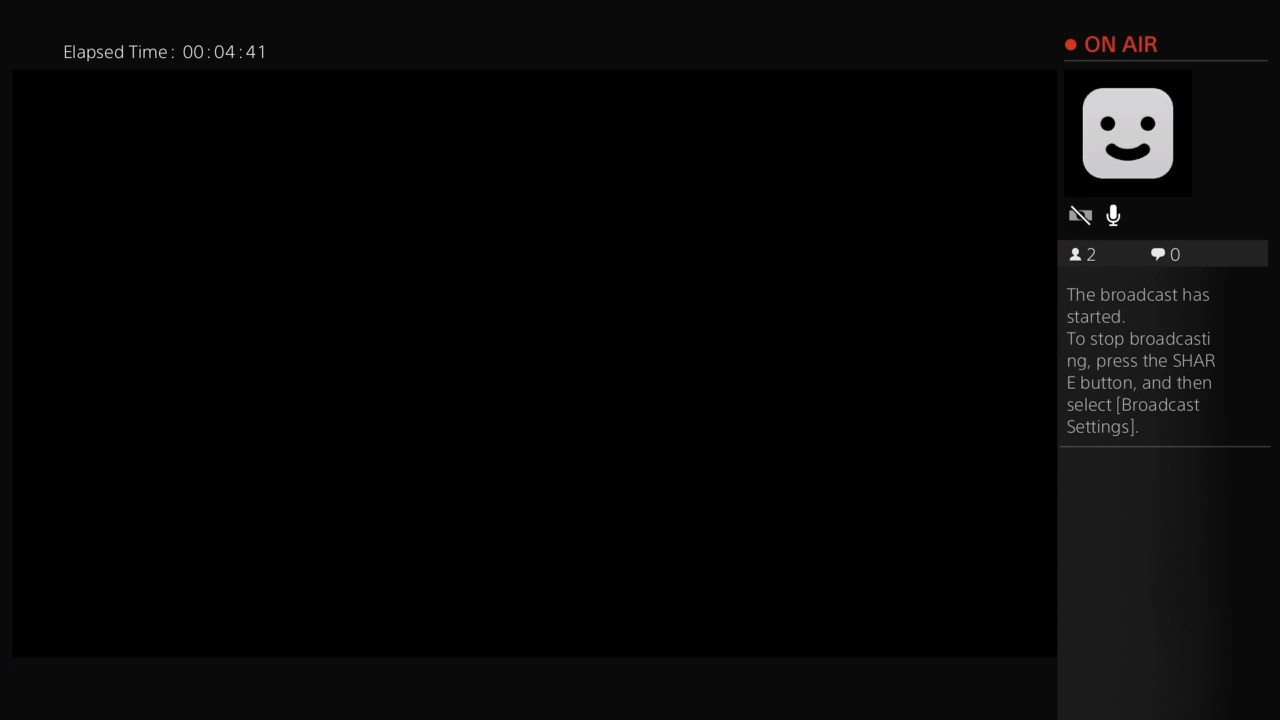 Elapsed Time: 00:04:41
ON AIR
2 0
The broadcast has
started.
To stop broadcasti
ng, press the SHAR
E button, and then
select [Broadcast
Settings].